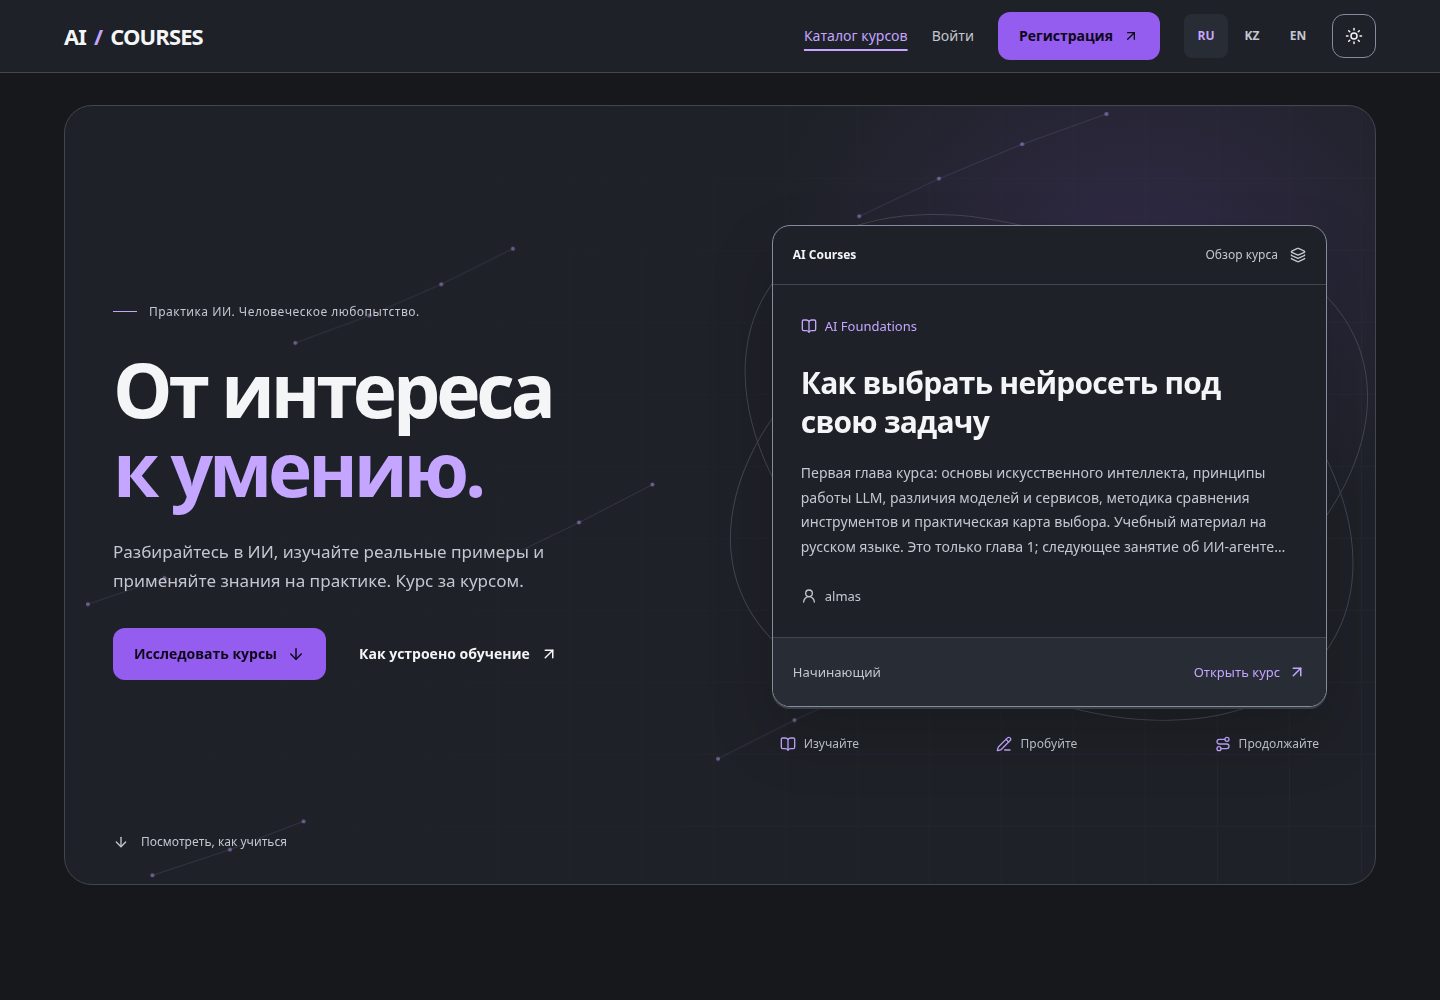 AI / COURSES
Каталог курсов
Войти
Регистрация
RU
KZ
EN
Практика ИИ. Человеческое любопытство.
От интереса
к умению.
Разбирайтесь в ИИ, изучайте реальные примеры и
применяйте знания на практике. Курс за курсом.
Исследовать курсы
Как устроено обучение
Посмотреть, как учиться
AI Courses
Обзор курса
AI Foundations
Как выбрать нейросеть под
свою задачу
Первая глава курса: основы искусственного интеллекта, принципы
работы LLM, различия моделей и сервисов, методика сравнения
инструментов и практическая карта выбора. Учебный материал на
русском языке. Это только глава 1; следующее занятие об ИИ-агенте…
almas
Начинающий
Открыть курс
Изучайте
Пробуйте
Продолжайте